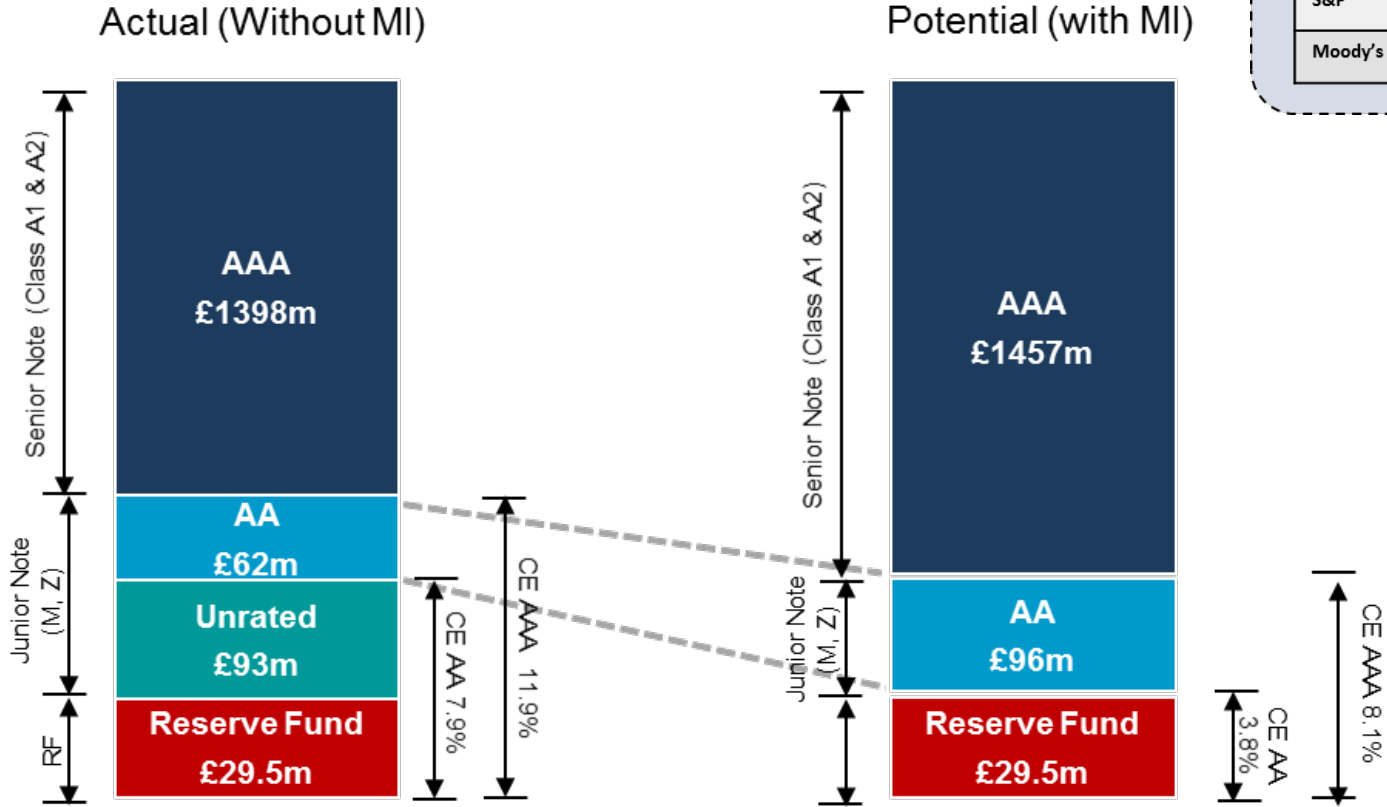 Actual (Without MI)
Potential (with MI)
S&P
Moody's
Senior Note (Class A1 & A2)
AAA
£1398m
Senior Note (Class A1 & A2)
AAA
£1457m
Junior Note
(M, Z)
AA
£62m
Unrated
£93m
CE AA 7.9%
CE AAA 11.9%
Junior Note
(M, Z)
AA
£96m
CE AAA 8.1%
RF
Reserve Fund
£29.5m
Reserve Fund
£29.5m
CE AA
3.8%